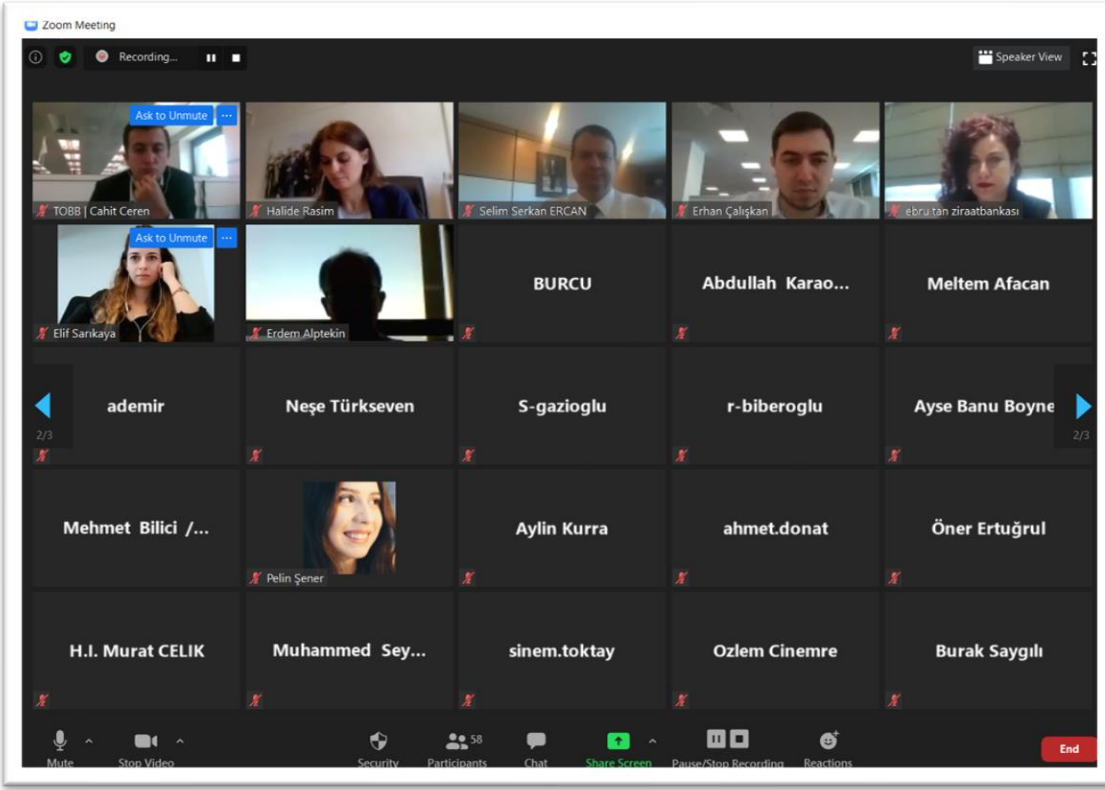 Zoom Meeting
Recording...
Speaker View
Ask to Unmute ...
TOBB | Cahit Ceren
Halide Rasim
Selim Serkan ERCAN
Erhan Çalışkan
ebru tan ziraatbankası
Ask to Unmute ...
Elif Sarıkaya
Erdem Alptekin
BURCU
Abdullah Karao...
Meltem Afacan
ademir
Neşe Türkseven
S-gazioglu
r-biberoglu
Ayse Banu Boyne
2/3
2/3
Mehmet Bilici /...
Pelin Şener
Aylin Kurra
ahmet.donat
Öner Ertuğrul
H.I. Murat CELIK
Muhammed Sey...
sinem.toktay
Ozlem Cinemre
Burak Saygılı
Mute
Stop Video
Security
Participants 58
Chat
Share Screen
Pause/Stop Recording
Reactions
End